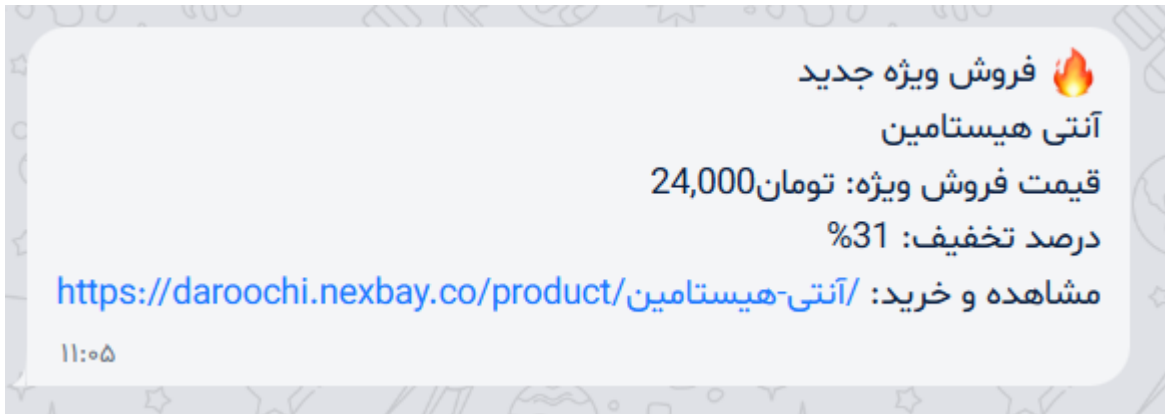 🔥 فروش ویژه جدید
آنتی هیستامین
قیمت فروش ویژه: تومان24,000
درصد تخفیف: 31%
مشاهده و خرید: https://daroochi.nexbay.co/product/آنتی-هیستامین/
۱۱:۰۵